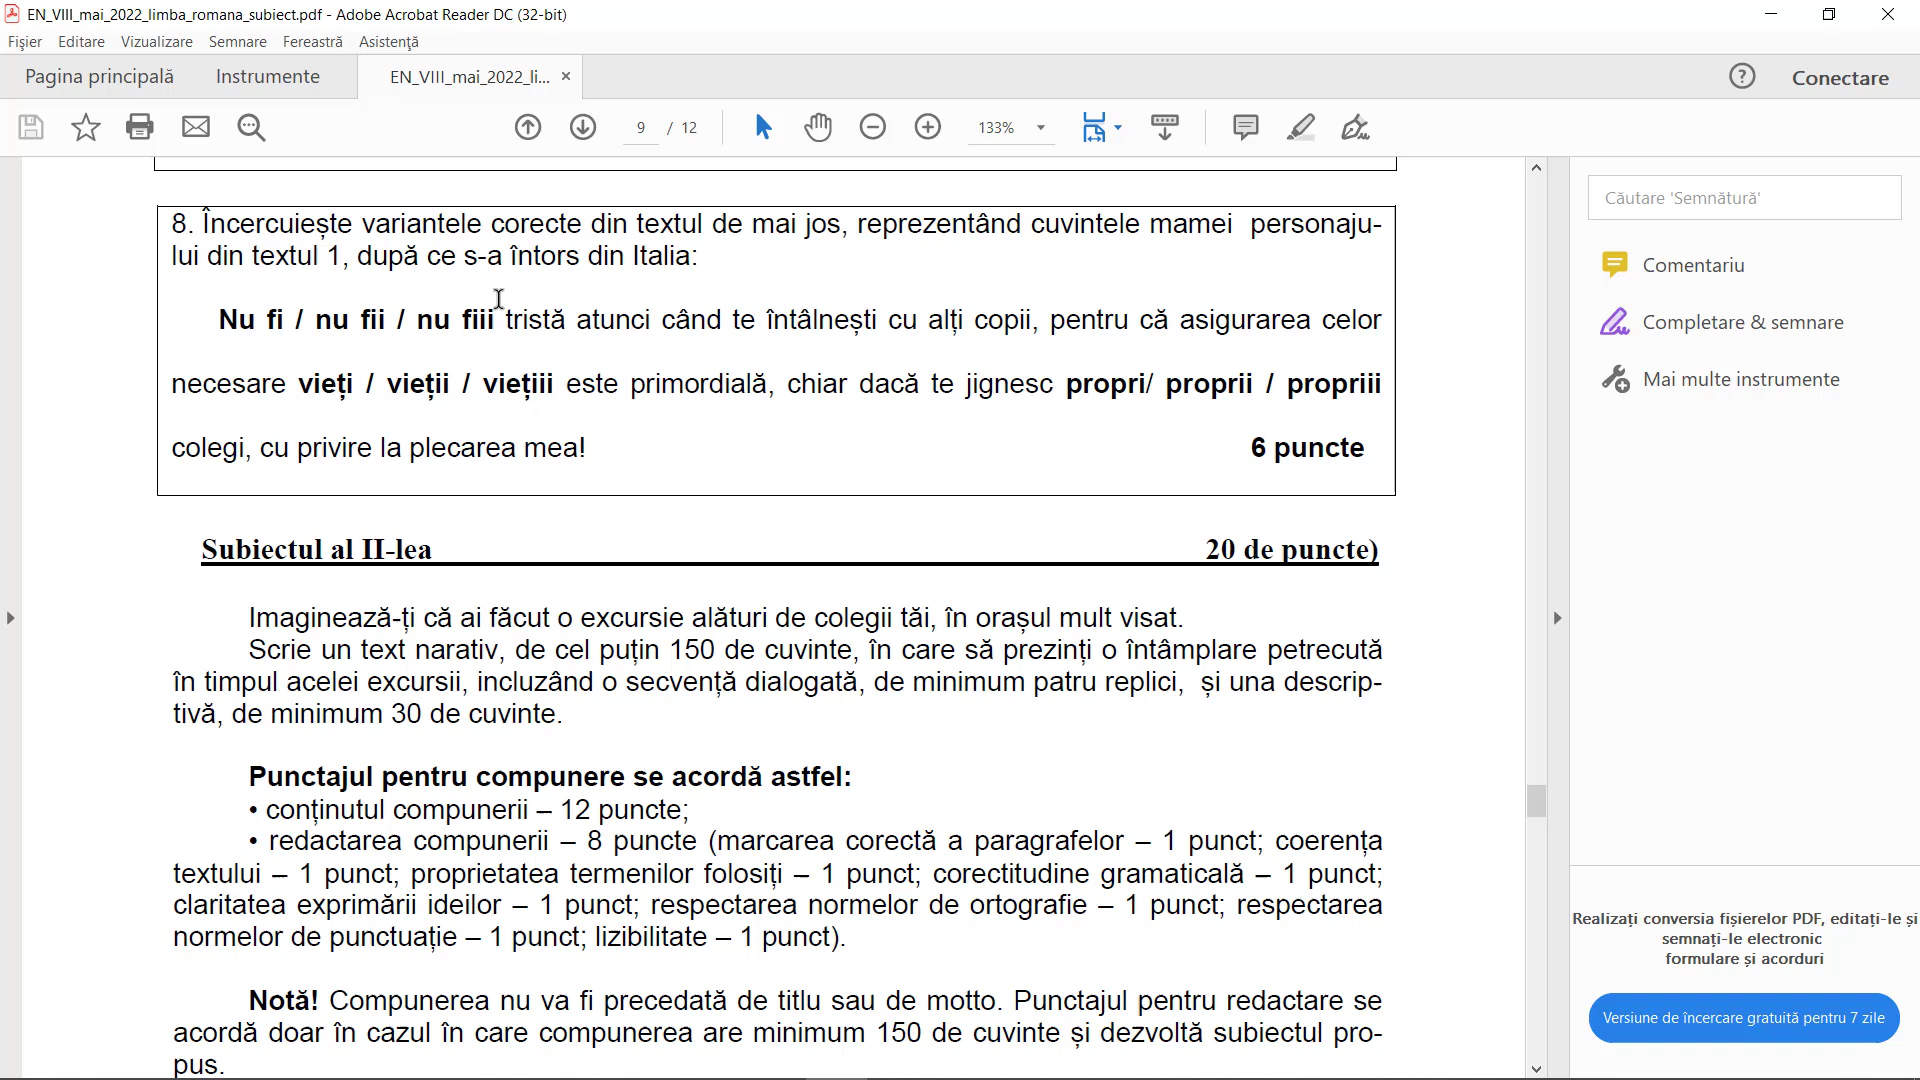 EN_VIII_mai_2022_limba_romana_subiect.pdf - Adobe Acrobat Reader DC (32-bit)
Fișier Editare Vizualizare Semnare Fereastră Asistență
Pagina principală Instrumente EN_VIII_mai_2022_li... × ? Conectare
9 / 12 133%
8. Încercuiește variantele corecte din textul de mai jos, reprezentând cuvintele mamei personaju-
lui din textul 1, după ce s-a întors din Italia:
Nu fi / nu fii / nu fiii tristă atunci când te întâlnești cu alți copii, pentru că asigurarea celor
necesare vieți / vieții / viețiii este primordială, chiar dacă te jignesc propri/ proprii / propriii
colegi, cu privire la plecarea mea! 6 puncte
Subiectul al II-lea 20 de puncte)
Imaginează-ți că ai făcut o excursie alături de colegii tăi, în orașul mult visat.
Scrie un text narativ, de cel puțin 150 de cuvinte, în care să prezinți o întâmplare petrecută
în timpul acelei excursii, incluzând o secvență dialogată, de minimum patru replici, și una descrip-
tivă, de minimum 30 de cuvinte.
Punctajul pentru compunere se acordă astfel:
• conținutul compunerii – 12 puncte;
• redactarea compunerii – 8 puncte (marcarea corectă a paragrafelor – 1 punct; coerența
textului – 1 punct; proprietatea termenilor folosiți – 1 punct; corectitudine gramaticală – 1 punct;
claritatea exprimării ideilor – 1 punct; respectarea normelor de ortografie – 1 punct; respectarea
normelor de punctuație – 1 punct; lizibilitate – 1 punct).
Notă! Compunerea nu va fi precedată de titlu sau de motto. Punctajul pentru redactare se
acordă doar în cazul în care compunerea are minimum 150 de cuvinte și dezvoltă subiectul pro-
pus.
Căutare 'Semnătură'
Comentariu
Completare & semnare
Mai multe instrumente
Realizați conversia fișierelor PDF, editați-le și
semnați-le electronic
formulare și acorduri
Versiune de încercare gratuită pentru 7 zile